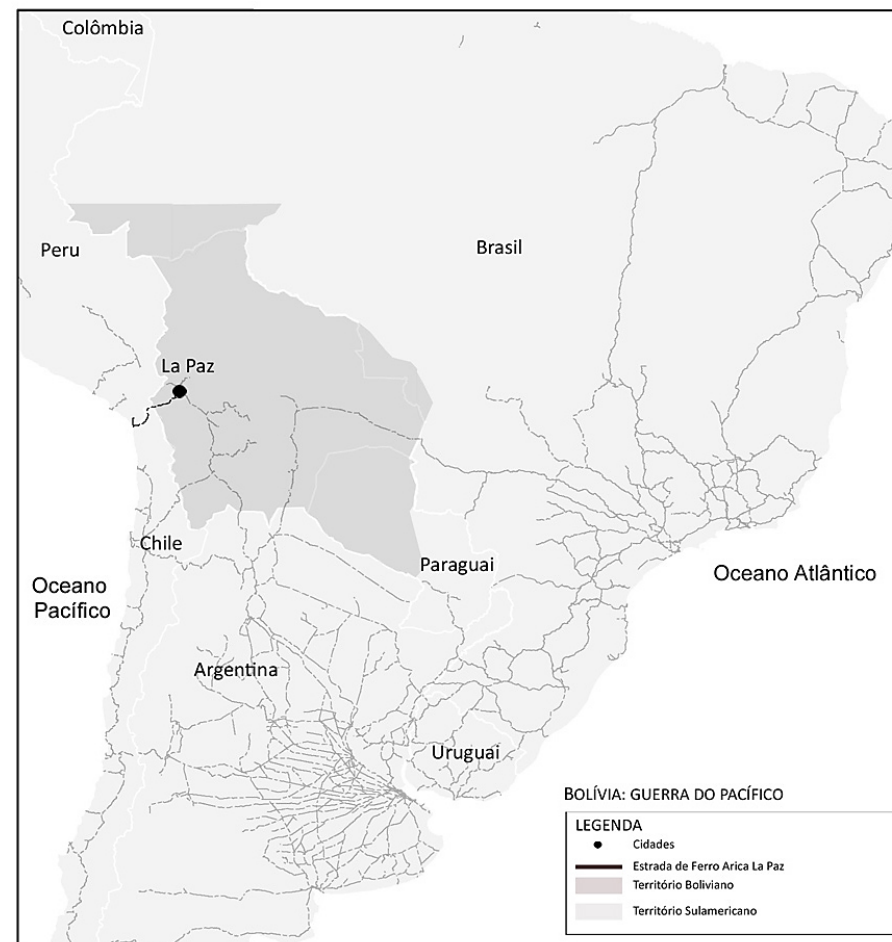 Colômbia
Peru
Brasil
La Paz
Chile
Paraguai
Oceano
Pacífico
Oceano Atlântico
Argentina
Uruguai
BOLÍVIA: GUERRA DO PACÍFICO
LEGENDA
Cidades
Estrada de Ferro Arica La Paz
Território Boliviano
Território Sulamericano